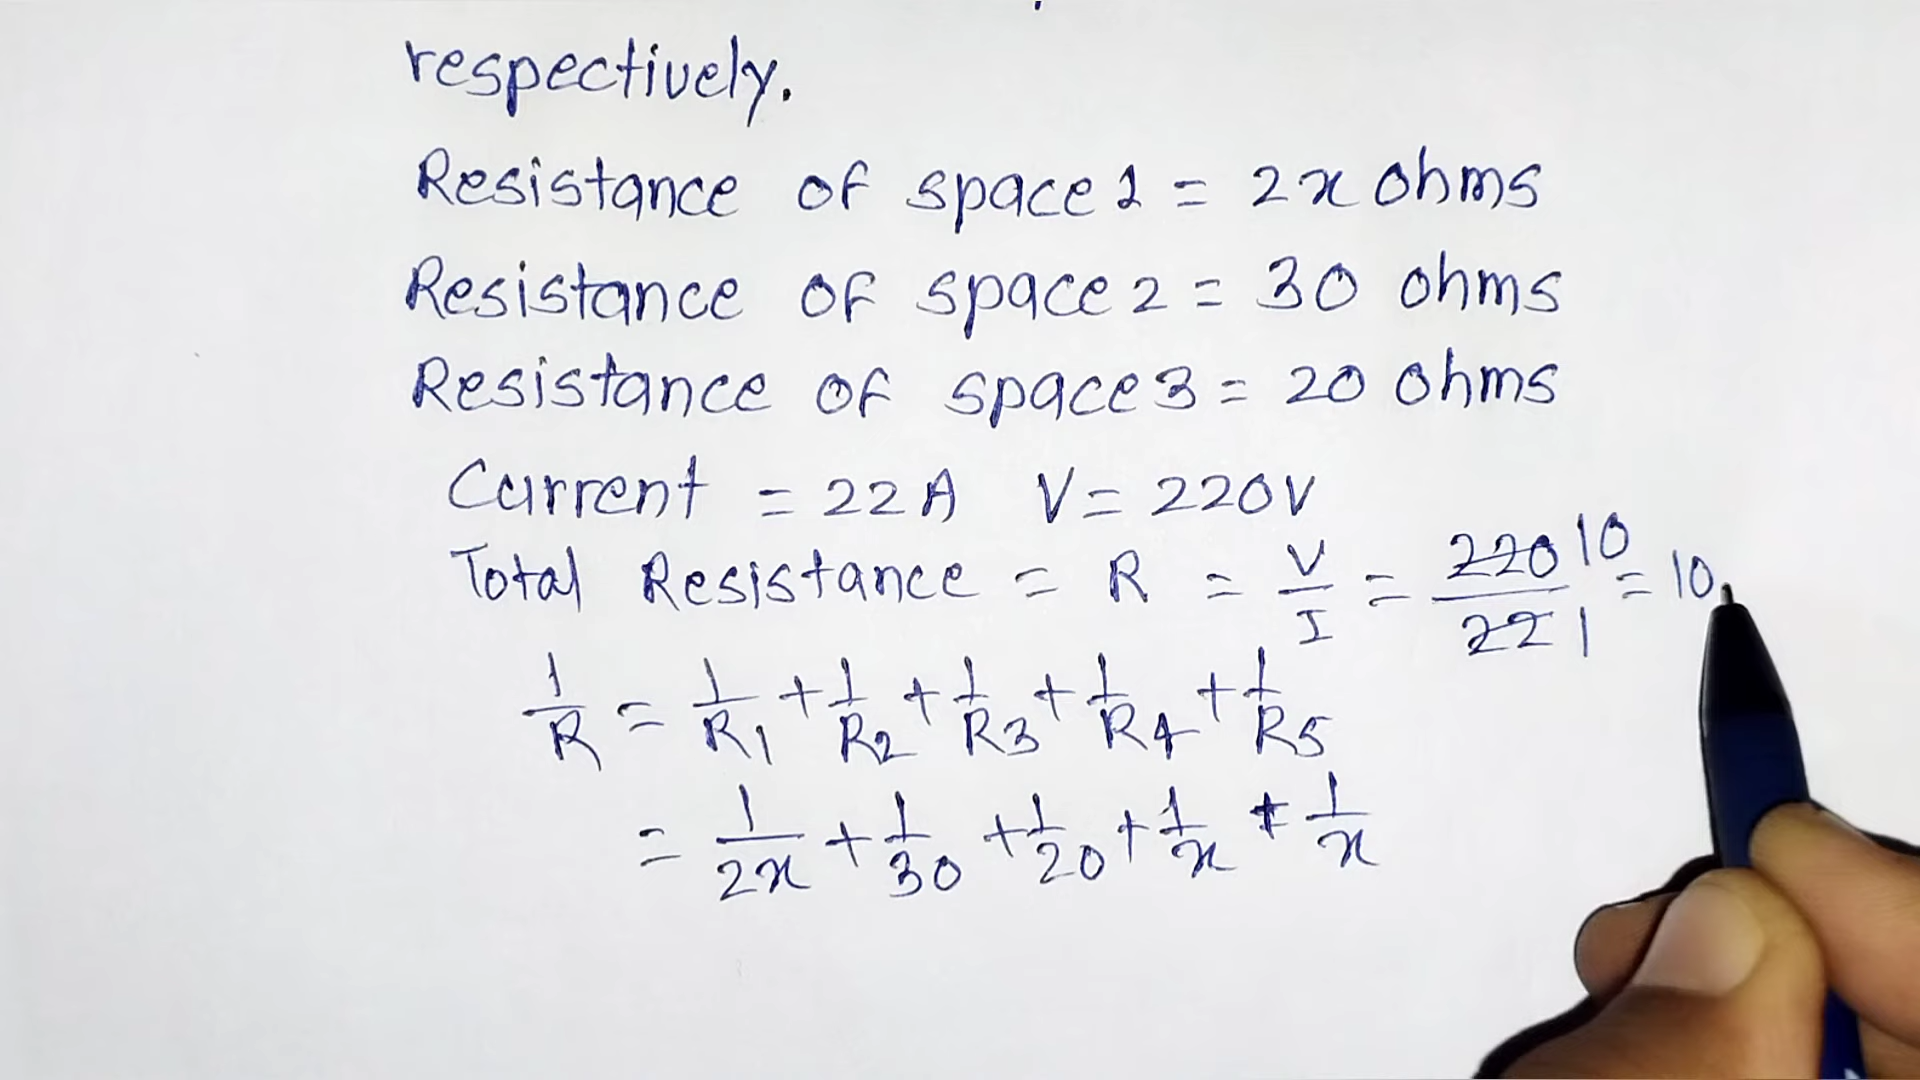 respectively.
Resistance of space 1 = 2x ohms
Resistance of space 2 = 30 ohms
Resistance of space 3 = 20 ohms
Current = 22A V = 220V
Total Resistance = R = V/I = 220/22 10/1 = 10
1/R = 1/R1 + 1/R2 + 1/R3 + 1/R4 + 1/R5
= 1/2x + 1/30 + 1/20 + 1/x + 1/x